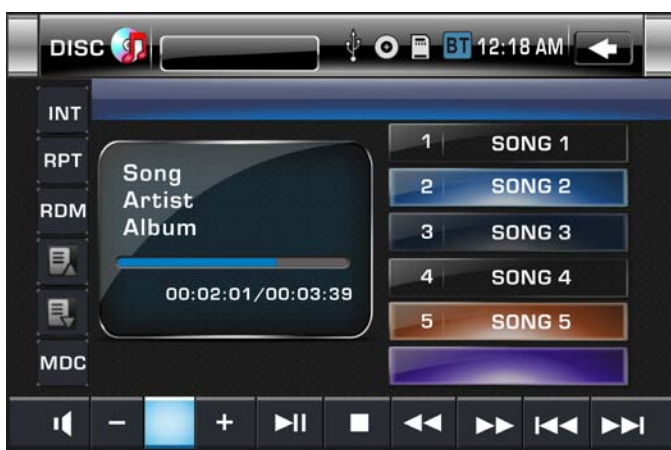 DISC BT 12:18 AM
INT
RPT
RDM
MDC
Song
Artist
Album
00:02:01/00:03:39
1 SONG 1
2 SONG 2
3 SONG 3
4 SONG 4
5 SONG 5
- +